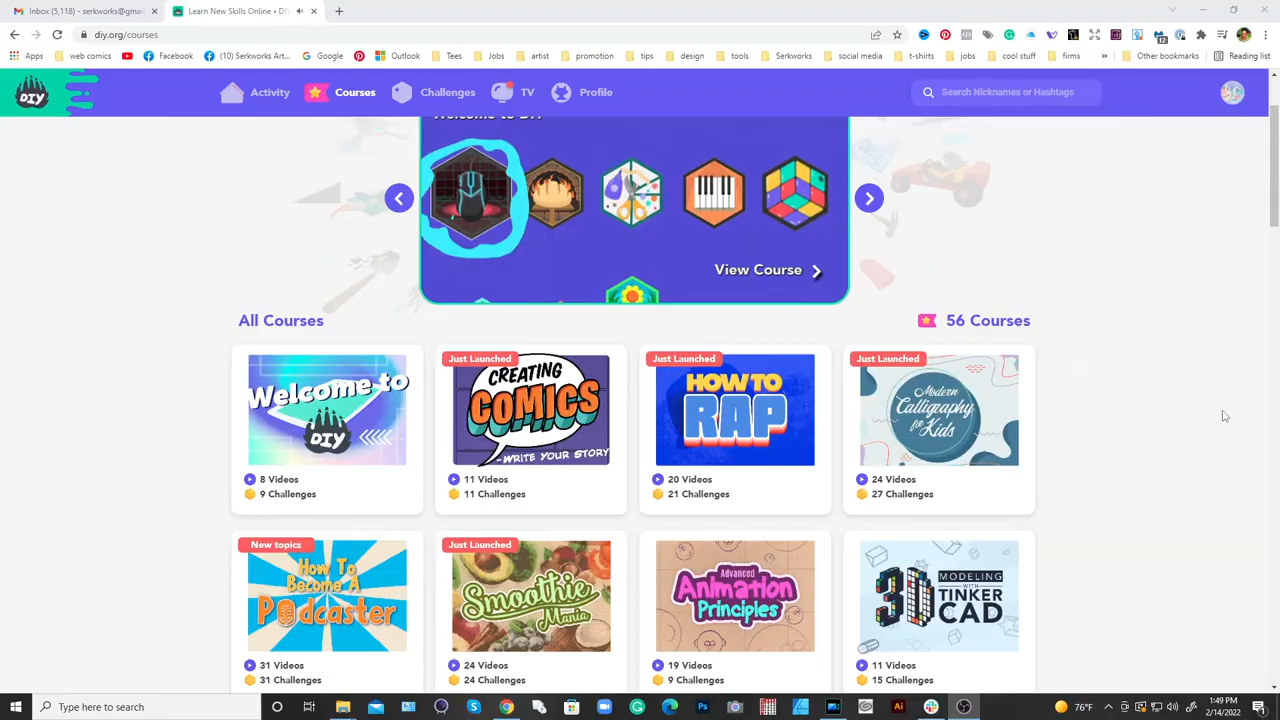 Inbox (5,118) - serkworks@gmai
Learn New Skills Online • DI
diy.org/courses
Apps
web comics
Facebook
(10) Serkworks Art...
Google
Outlook
Tees
Jobs
artist
promotion
tips
design
tools
Serkworks
social media
t-shirts
jobs
cool stuff
firms
»
Other bookmarks
Reading list
DIY
Activity
Courses
Challenges
TV
Profile
Search Nicknames or Hashtags
Welcome to DIY
View Course
All Courses
56 Courses
Welcome to
DIY
8 Videos
9 Challenges
Just Launched
CREATING
COMICS
-WRITE YOUR STORY
11 Videos
11 Challenges
Just Launched
HOW TO
RAP
20 Videos
21 Challenges
Just Launched
Modern
Calligraphy
for Kids
24 Videos
27 Challenges
New topics
How To
Become A
Podcaster
31 Videos
31 Challenges
Just Launched
Smoothie
Mania
24 Videos
24 Challenges
Advanced
Animation
Principles
19 Videos
9 Challenges
3D
MODELING
WITH
TINKER
CAD
11 Videos
15 Challenges
Type here to search
76°F
1:49 PM
2/14/2022